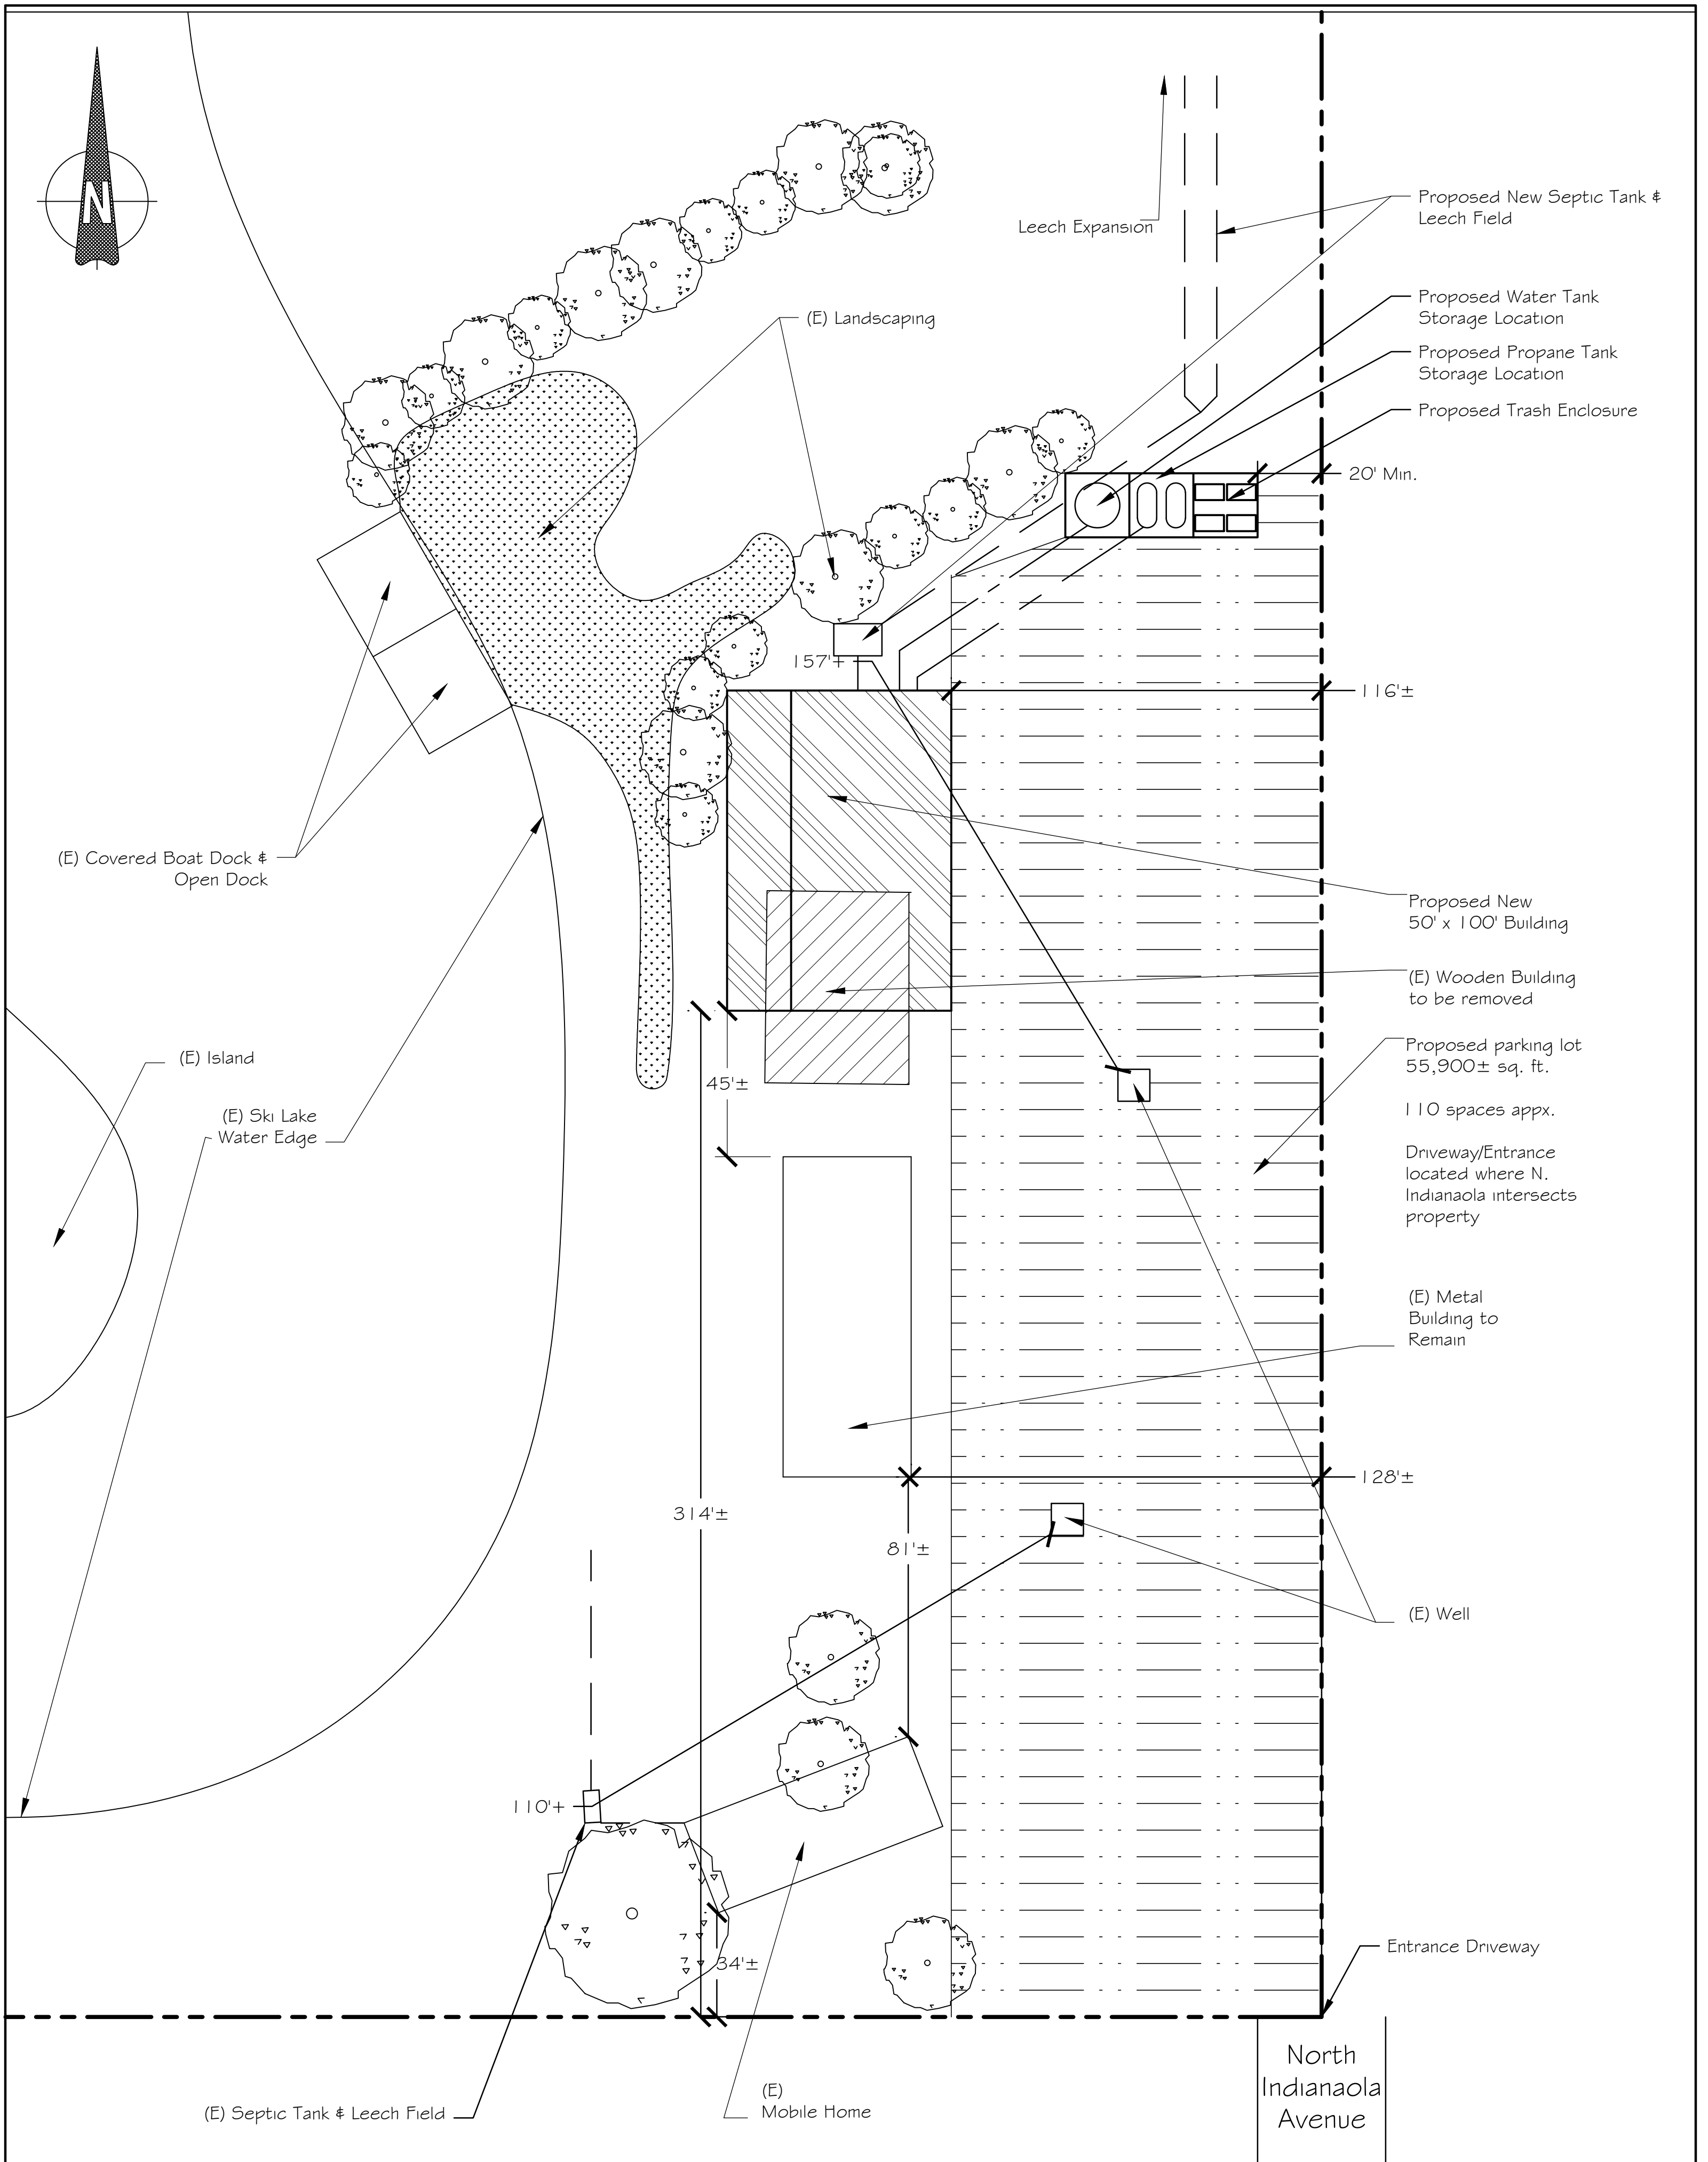 N
Leech Expansion
Proposed New Septic Tank &
Leech Field
Proposed Water Tank
Storage Location
(E) Landscaping
Proposed Propane Tank
Storage Location
Proposed Trash Enclosure
20' Min.
157'+
116'±
(E) Covered Boat Dock &
Open Dock
Proposed New
50' x 100' Building
(E) Wooden Building
to be removed
(E) Island
Proposed parking lot
55,900± sq. ft.
110 spaces appx.
Driveway/Entrance
located where N.
Indianaola intersects
property
45'±
(E) Ski Lake
Water Edge
(E) Metal
Building to
Remain
128'±
314'±
81'±
(E) Well
110'+
34'±
Entrance Driveway
North
Indianaola
Avenue
(E) Septic Tank & Leech Field
(E)
Mobile Home